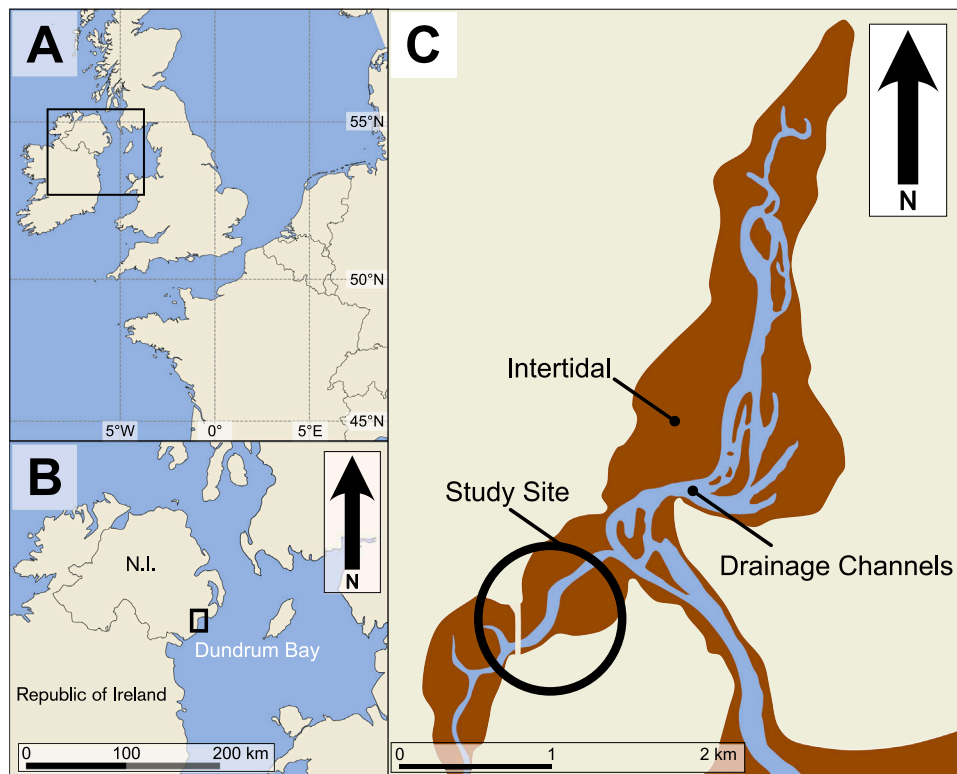 A
55°N
50°N
45°N
5°W
0°
5°E
B
N
N.I.
Dundrum Bay
Republic of Ireland
0 100 200 km
C
N
Intertidal
Study Site
Drainage Channels
0 1 2 km